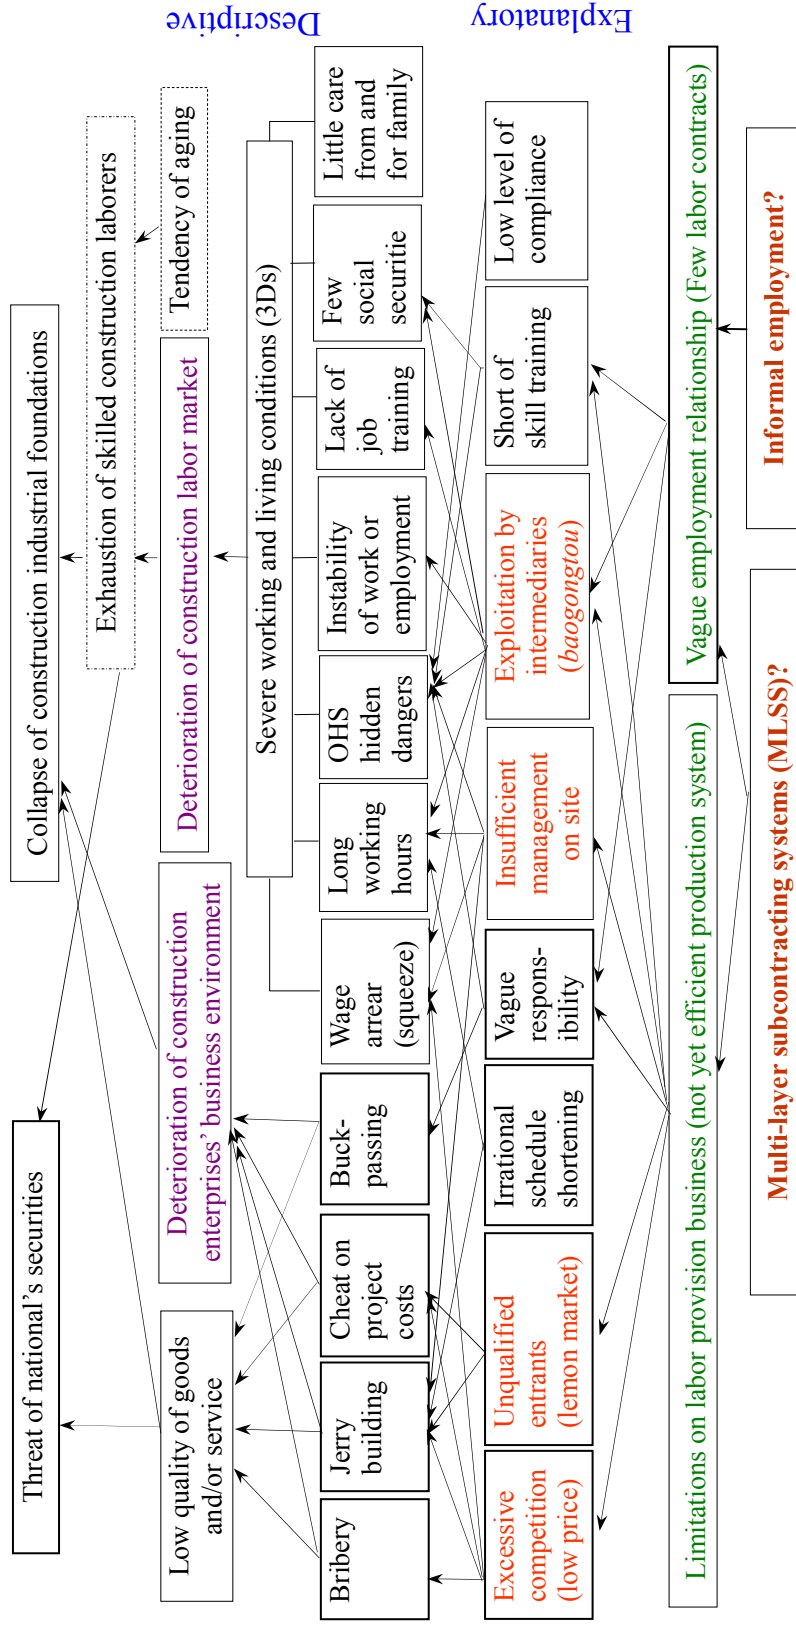 Threat of national’s securities
Collapse of construction industrial foundations
Exhaustion of skilled construction laborers
Low quality of goods
and/or service
Deterioration of construction
enterprises’ business environment
Deterioration of construction labor market
Tendency of aging
Descriptive
Severe working and living conditions (3Ds)
Bribery
Jerry
building
Cheat on
project
costs
Buck-
passing
Wage
arrear
(squeeze)
Long
working
hours
OHS
hidden
dangers
Instability
of work or
employment
Lack of
job
training
Few
social
securitie
Little care
from and
for family
Explanatory
Excessive
competition
(low price)
Unqualified
entrants
(lemon market)
Irrational
schedule
shortening
Vague
respons-
ibility
Insufficient
management
on site
Exploitation by
intermediaries
(baogongtou)
Short of
skill training
Low level of
compliance
Limitations on labor provision business (not yet efficient production system)
Vague employment relationship (Few labor contracts)
Multi-layer subcontracting systems (MLSS)?
Informal employment?